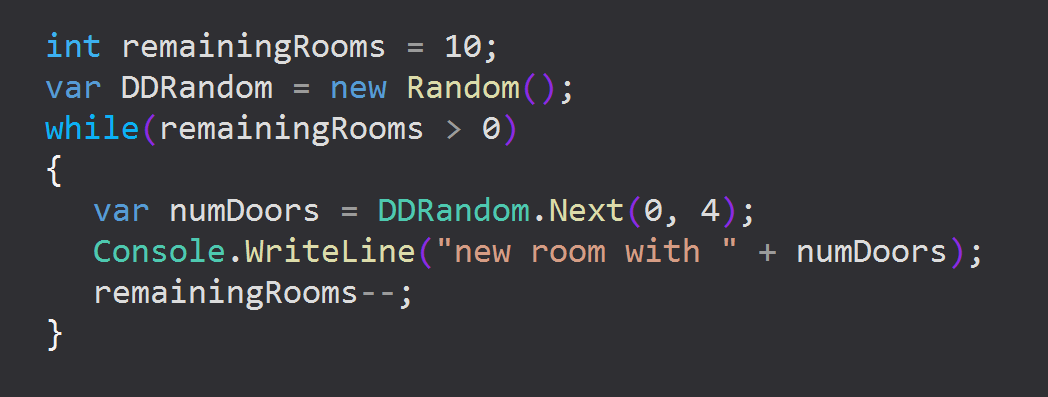 int remainingRooms = 10;
var DDRandom = new Random();
while(remainingRooms > 0)
{
var numDoors = DDRandom.Next(0, 4);
Console.WriteLine("new room with " + numDoors);
remainingRooms--;
}